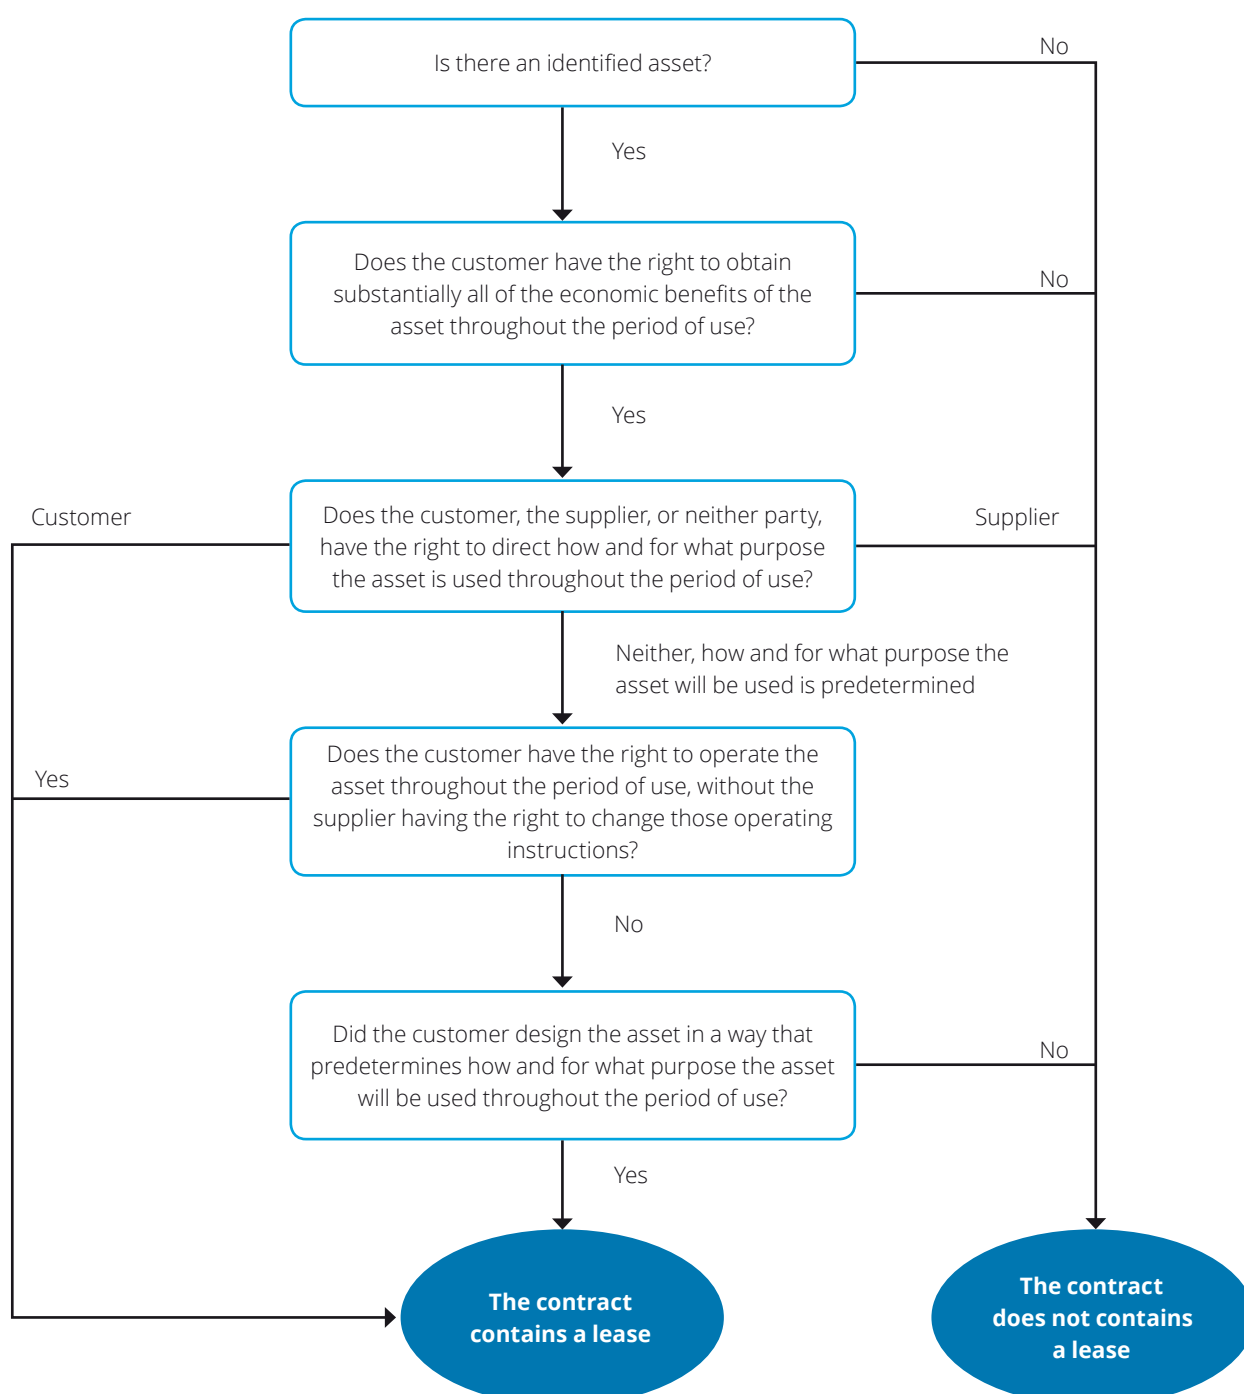 Is there an identified asset?
No
Yes
Does the customer have the right to obtain
substantially all of the economic benefits of the
asset throughout the period of use?
No
Yes
Customer
Does the customer, the supplier, or neither party,
have the right to direct how and for what purpose
the asset is used throughout the period of use?
Supplier
Neither, how and for what purpose the
asset will be used is predetermined
Yes
Does the customer have the right to operate the
asset throughout the period of use, without the
supplier having the right to change those operating
instructions?
No
Did the customer design the asset in a way that
predetermines how and for what purpose the asset
will be used throughout the period of use?
No
Yes
The contract
contains a lease
The contract
does not contains
a lease